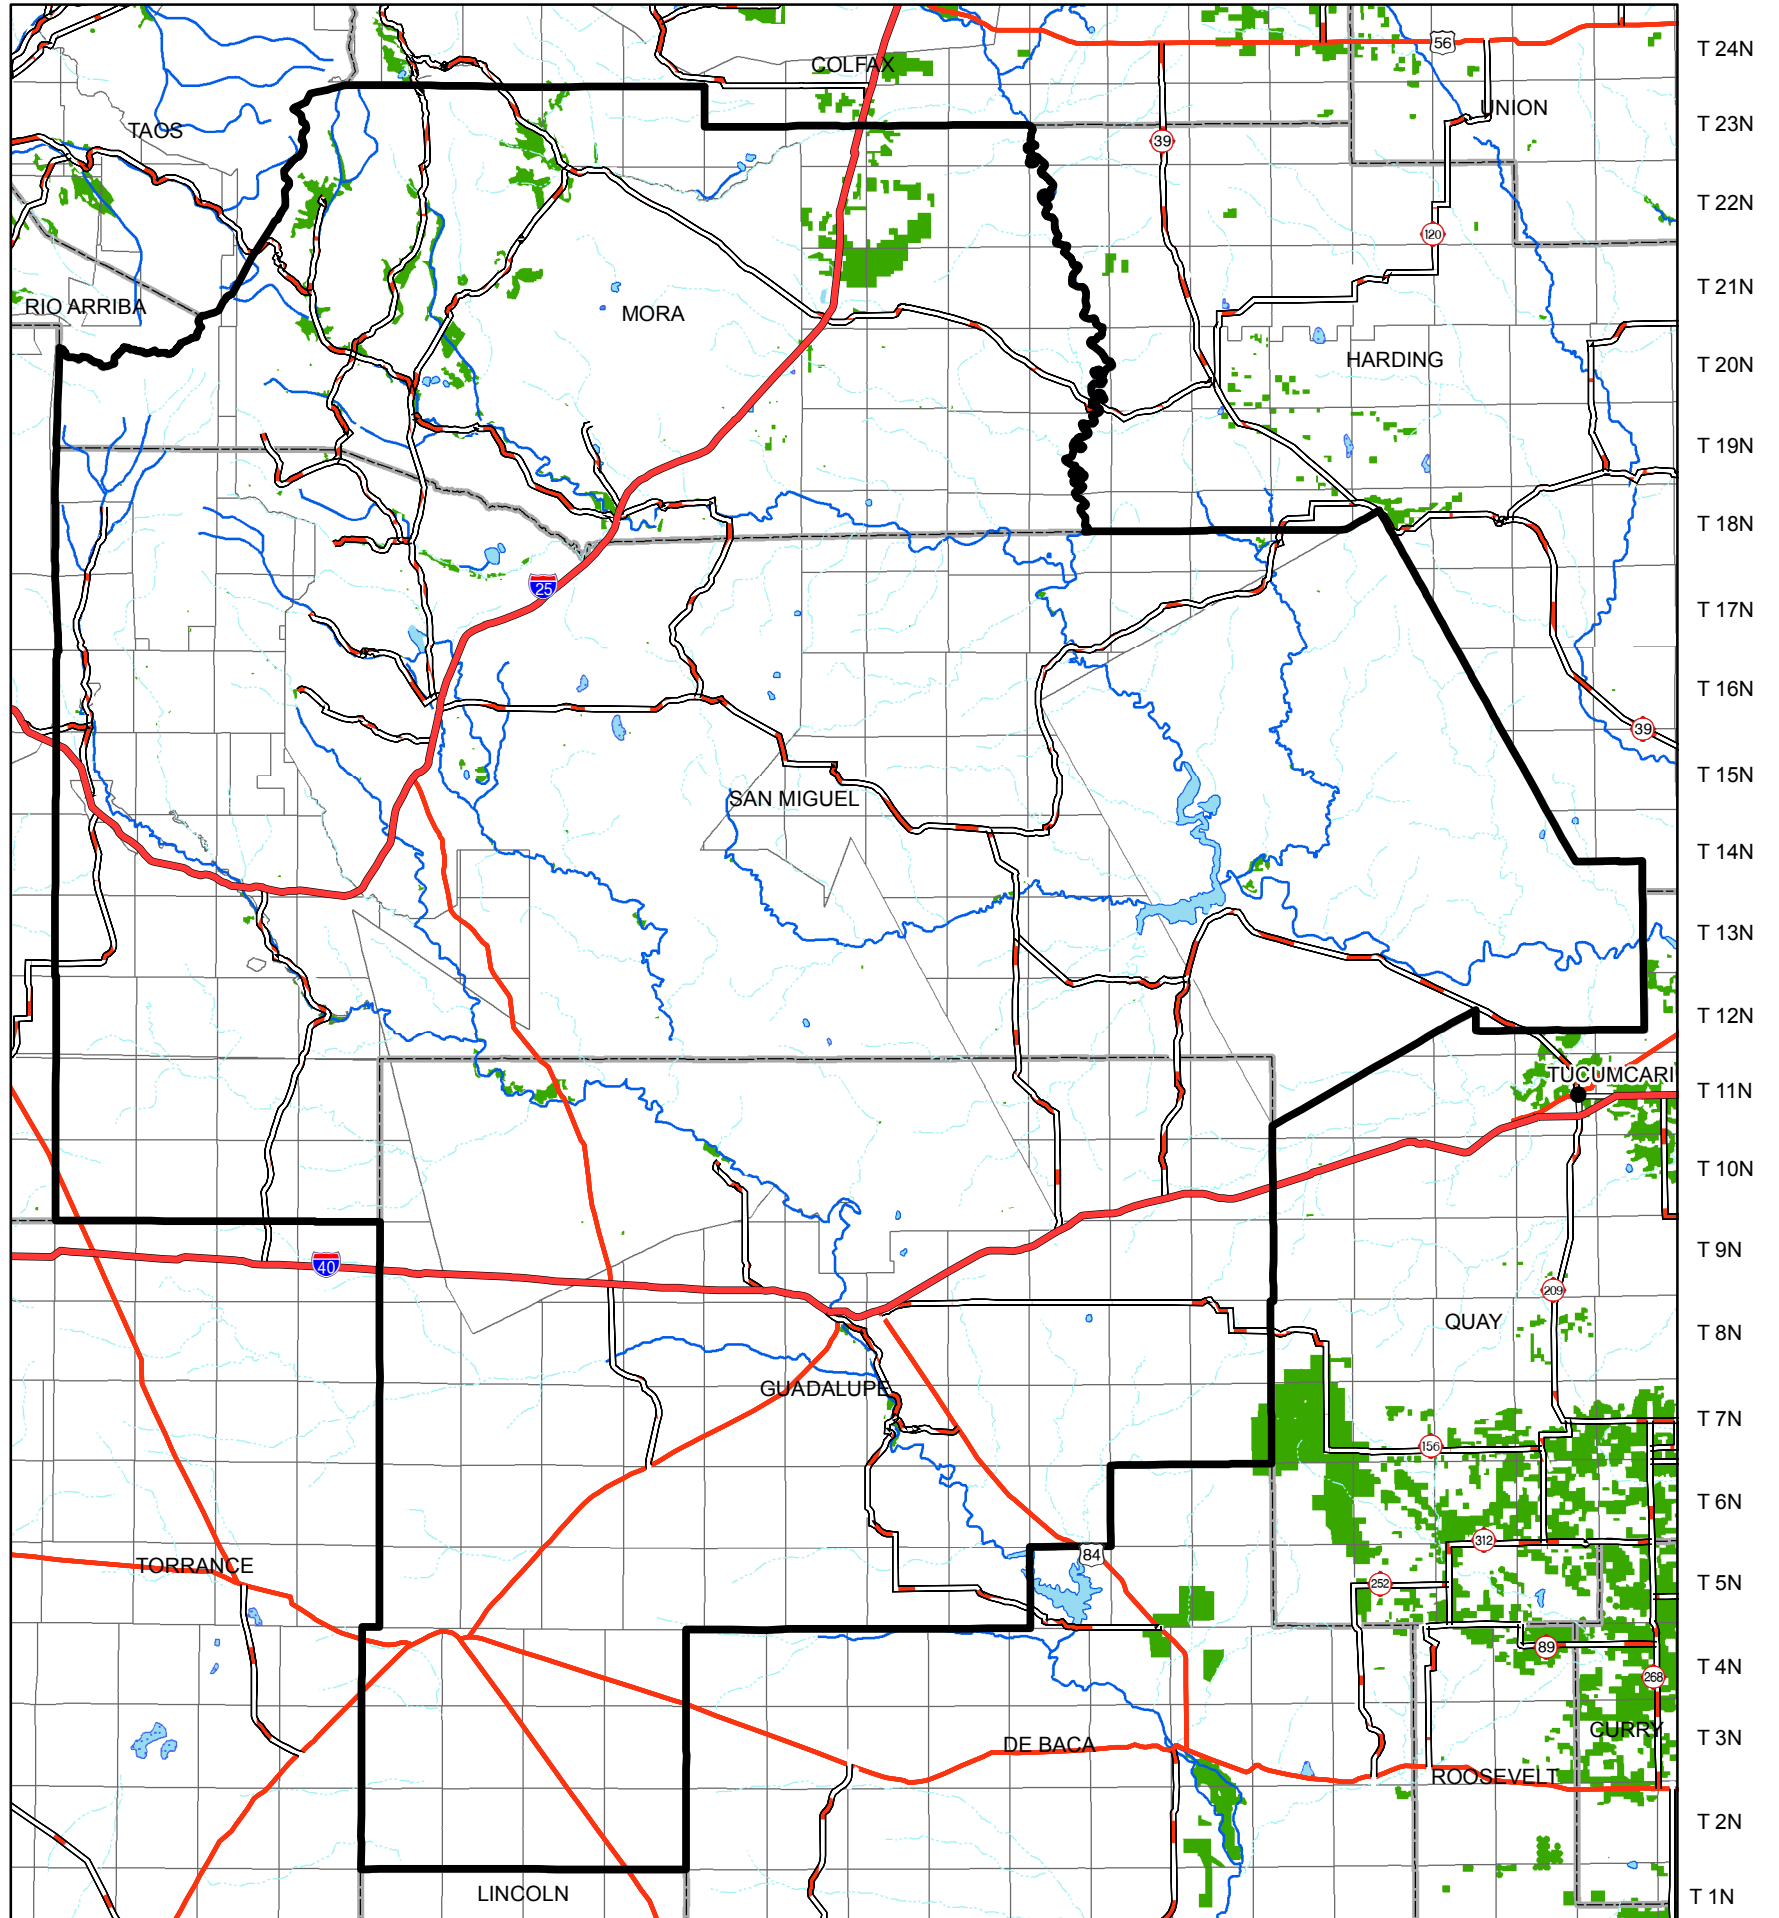 T 24N
56
COLFAX
UNION
T 23N
TAOS
39
T 22N
120
T 21N
RIO ARRIBA
MORA
HARDING
T 20N
T 19N
T 18N
25
T 17N
T 16N
39
T 15N
SAN MIGUEL
T 14N
T 13N
T 12N
TUCUMCARI
T 11N
T 10N
T 9N
40
209
QUAY
T 8N
GUADALUPE
T 7N
156
T 6N
312
84
TORRANCE
252
T 5N
89
T 4N
268
CURRY
T 3N
DE BACA
ROOSEVELT
T 2N
LINCOLN
T 1N